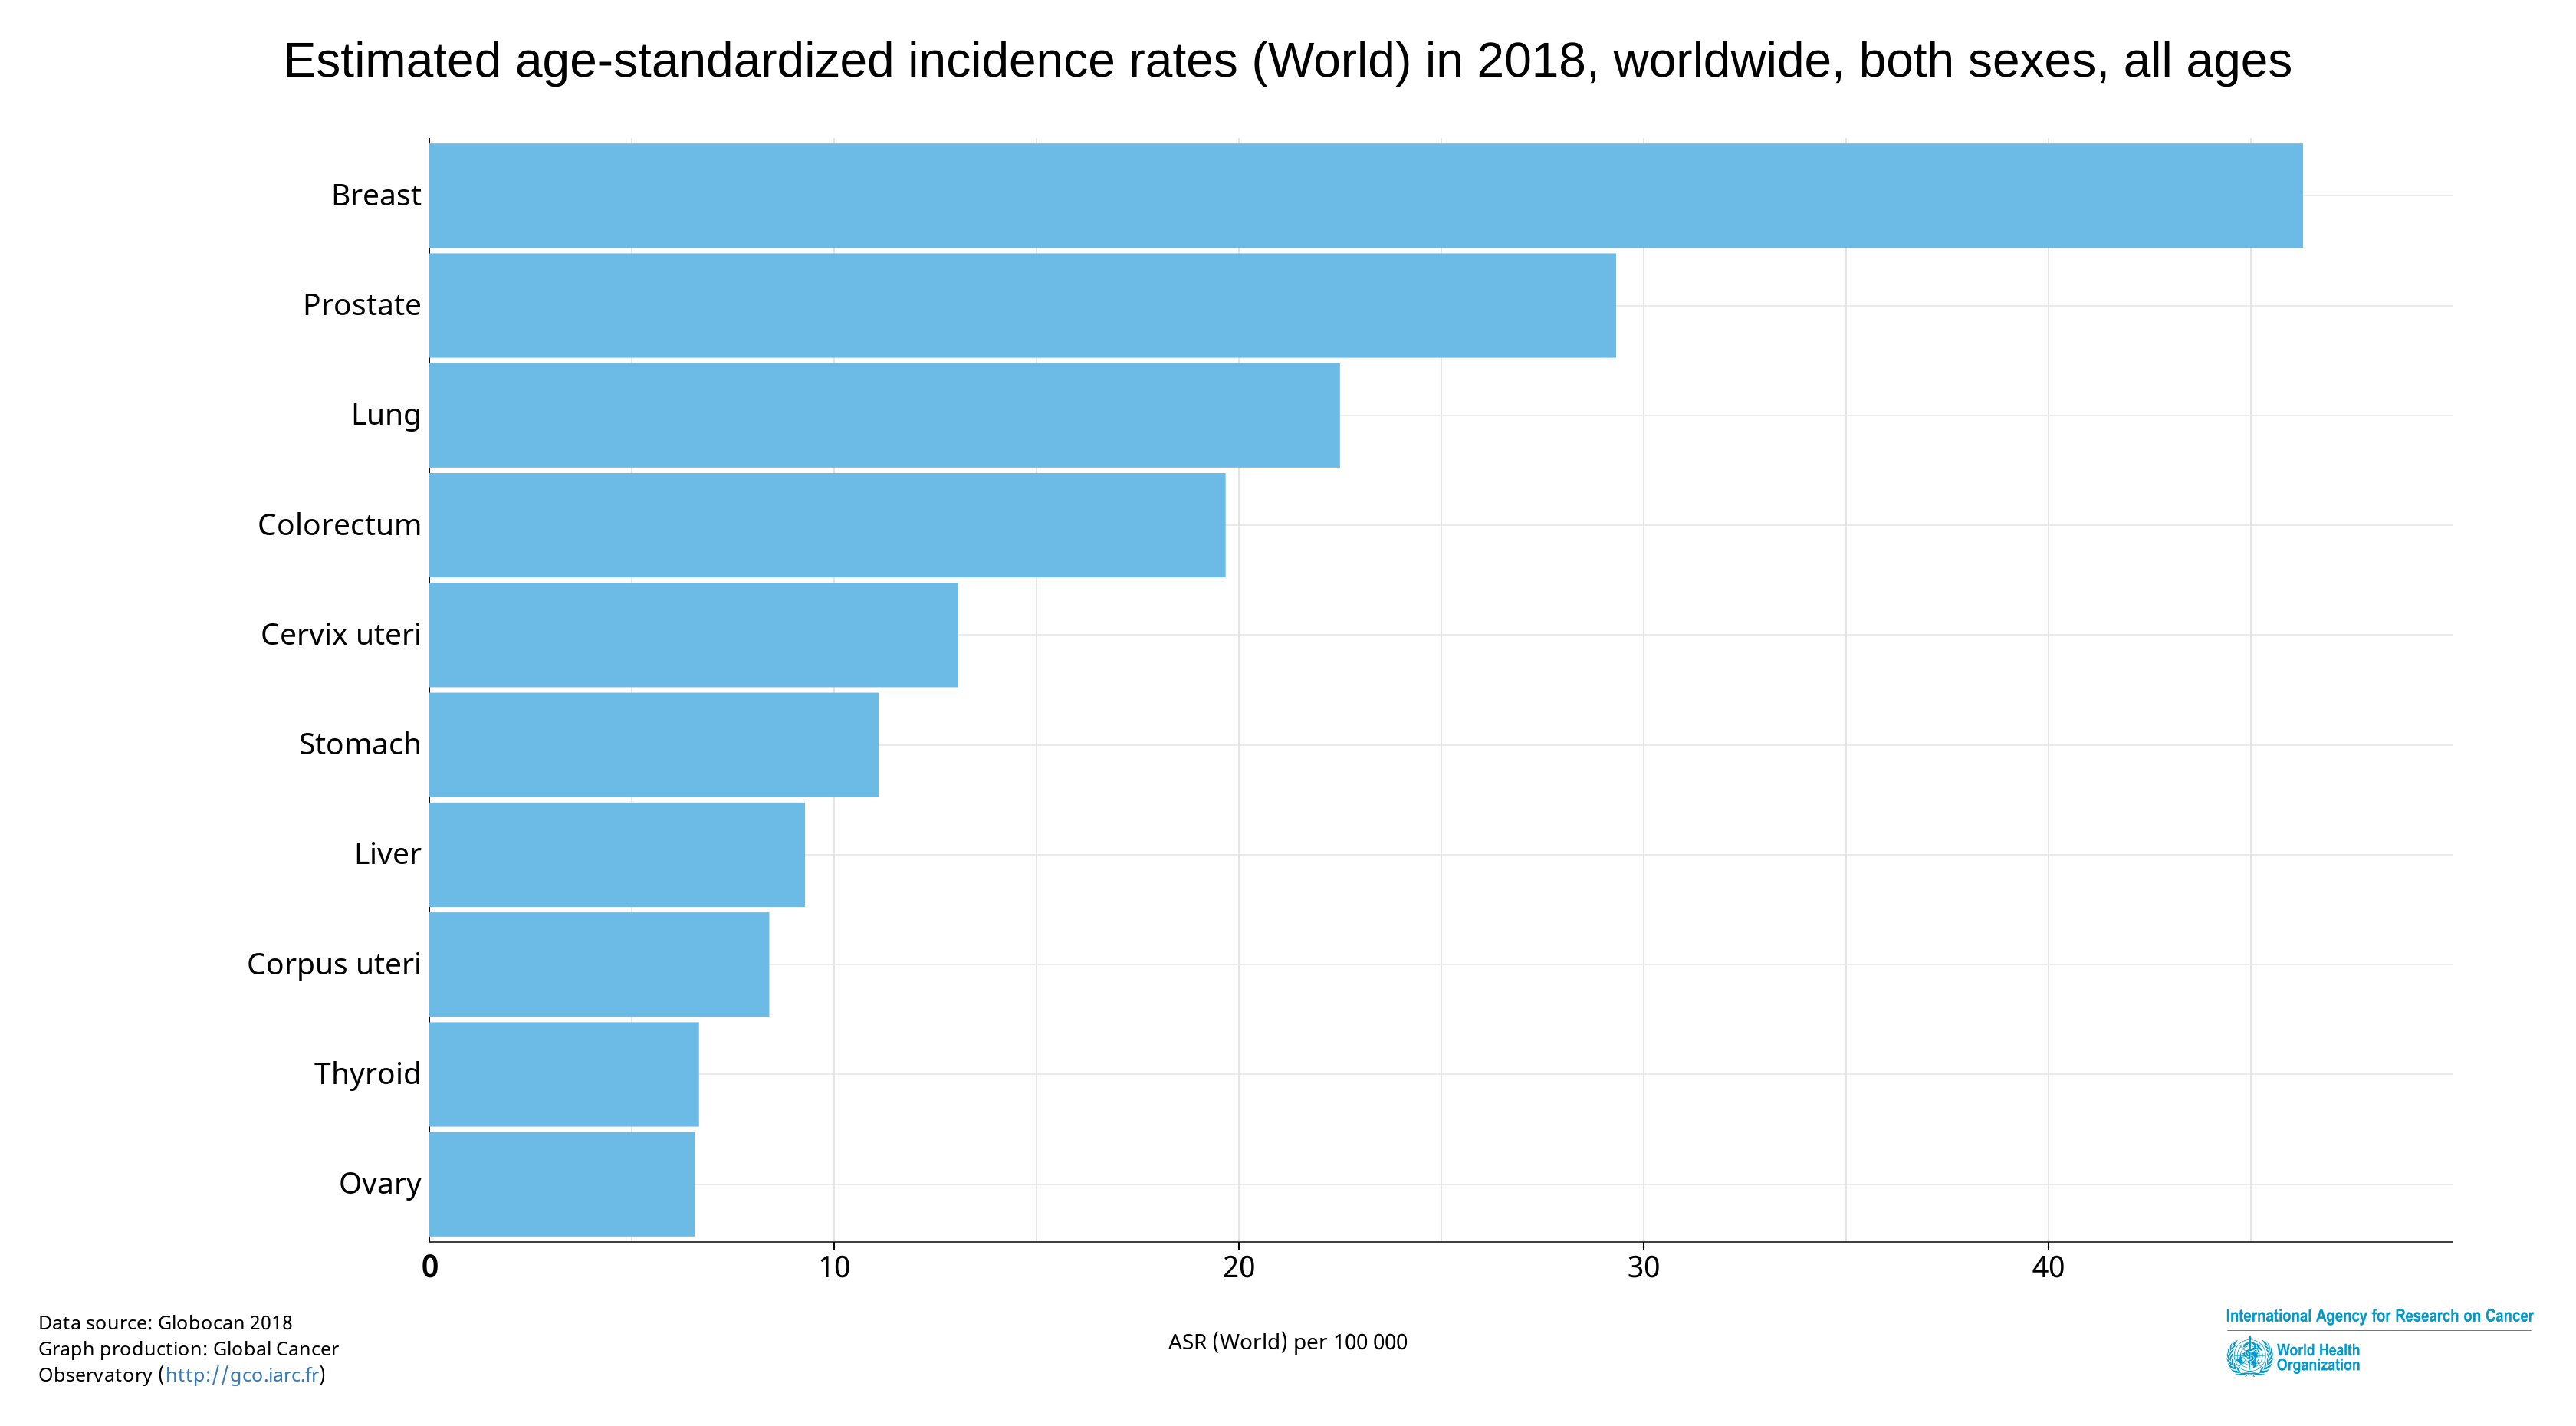 Estimated age-standardized incidence rates (World) in 2018, worldwide, both sexes, all ages
Breast
Prostate
Lung
Colorectum
Cervix uteri
Stomach
Liver
Corpus uteri
Thyroid
Ovary
0 10 20 30 40
ASR (World) per 100 000
Data source: Globocan 2018
Graph production: Global Cancer
Observatory (http://gco.iarc.fr)
International Agency for Research on Cancer
World Health
Organization